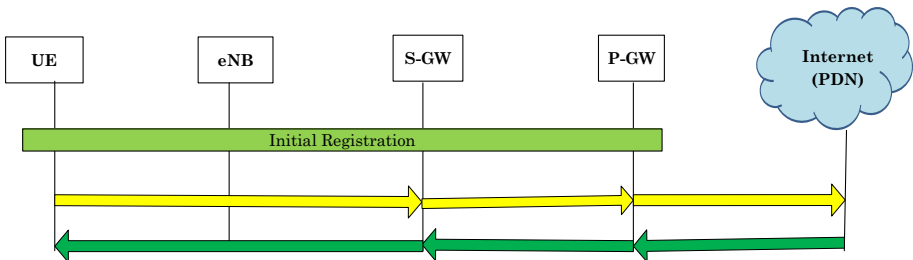 UE
eNB
S-GW
P-GW
Internet
(PDN)
Initial Registration